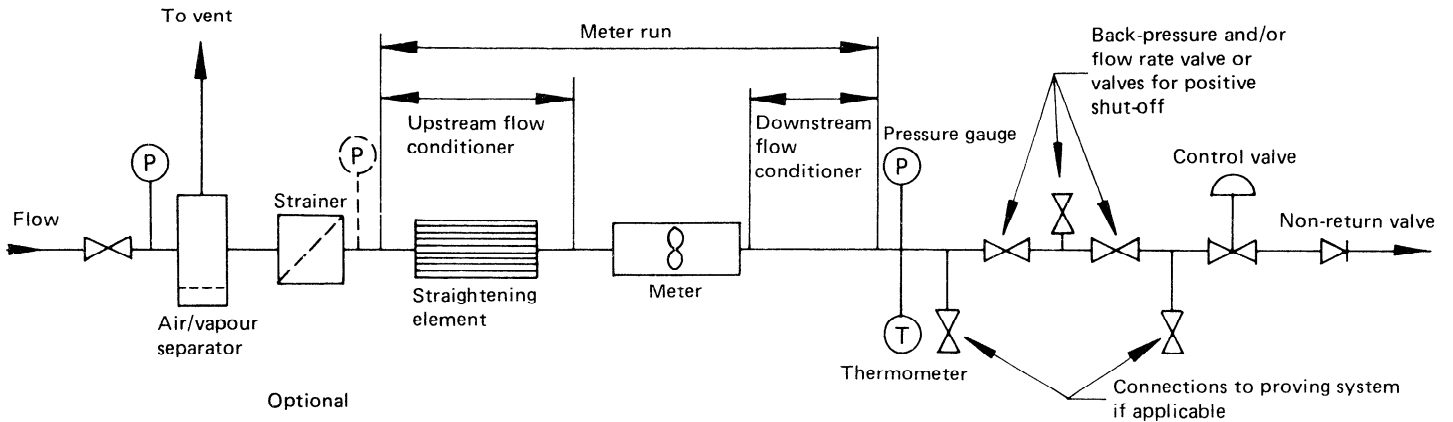 To vent
Meter run
Back-pressure and/or
flow rate valve or
valves for positive
shut-off
Upstream flow
conditioner
Downstream
flow
conditioner
Pressure gauge
P
P
P
Control valve
Strainer
Flow
Non-return valve
Air/vapour
separator
Straightening
element
Meter
T
Thermometer
Connections to proving system
if applicable
Optional